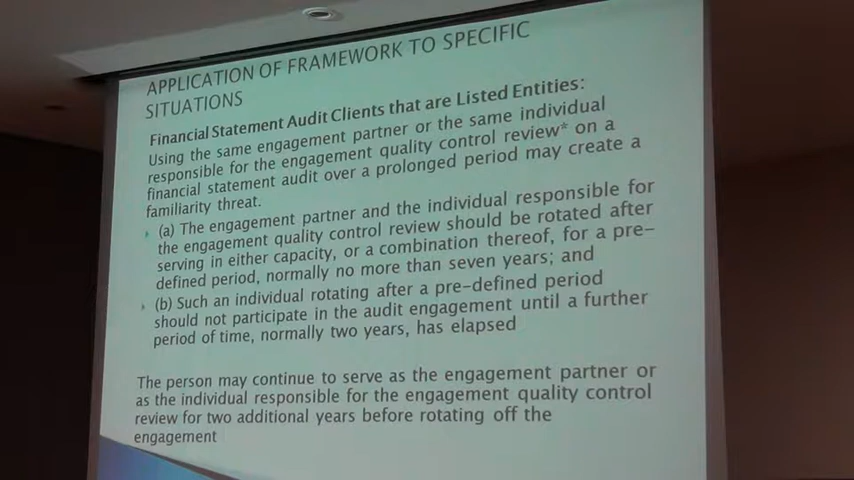 APPLICATION OF FRAMEWORK TO SPECIFIC
SITUATIONS
Financial Statement Audit Clients that are Listed Entities:
Using the same engagement partner or the same individual
responsible for the engagement quality control review* on a
financial statement audit over a prolonged period may create a
familiarity threat.
(a) The engagement partner and the individual responsible for
the engagement quality control review should be rotated after
serving in either capacity, or a combination thereof, for a pre-
defined period, normally no more than seven years; and
(b) Such an individual rotating after a pre-defined period
should not participate in the audit engagement until a further
period of time, normally two years, has elapsed
The person may continue to serve as the engagement partner or
as the individual responsible for the engagement quality control
review for two additional years before rotating off the
engagement